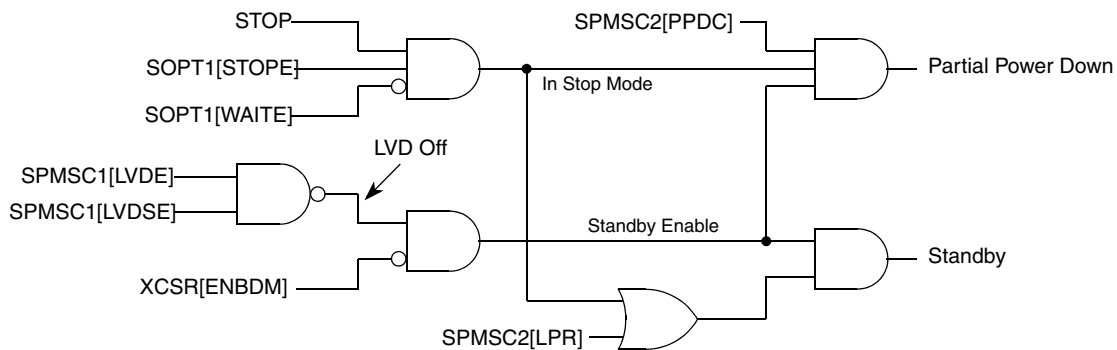 STOP
SPMSC2[PPDC]
SOPT1[STOPE]
Partial Power Down
In Stop Mode
SOPT1[WAITE]
LVD Off
SPMSC1[LVDE]
SPMSC1[LVDSE]
Standby Enable
Standby
XCSR[ENBDM]
SPMSC2[LPR]